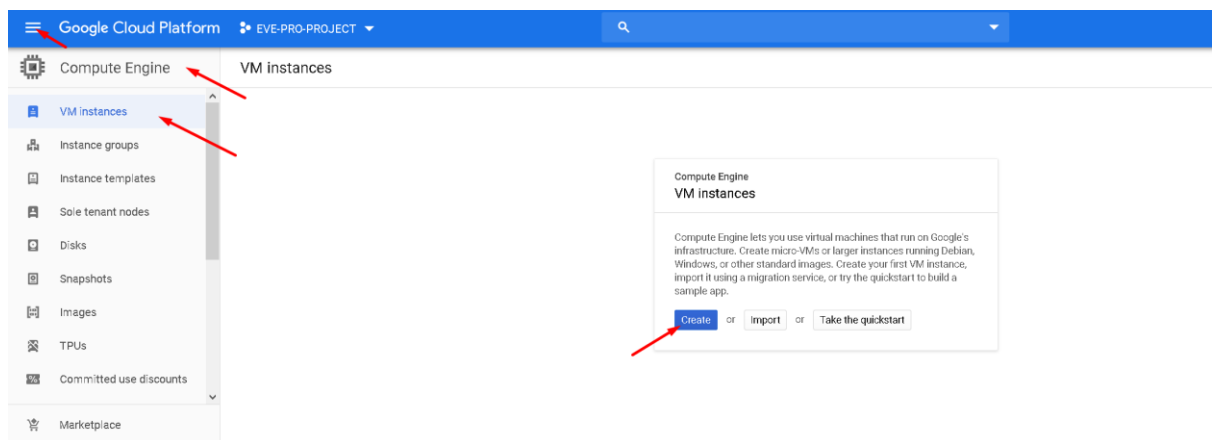 Google Cloud Platform EVE-PRO-PROJECT
Compute Engine VM instances
VM instances
Instance groups
Instance templates
Sole tenant nodes
Disks
Snapshots
Images
TPUs
Committed use discounts
Marketplace
Compute Engine
VM instances
Compute Engine lets you use virtual machines that run on Google's
infrastructure. Create micro-VMs or larger instances running Debian,
Windows, or other standard images. Create your first VM instance,
import it using a migration service, or try the quickstart to build a
sample app.
Create or Import or Take the quickstart